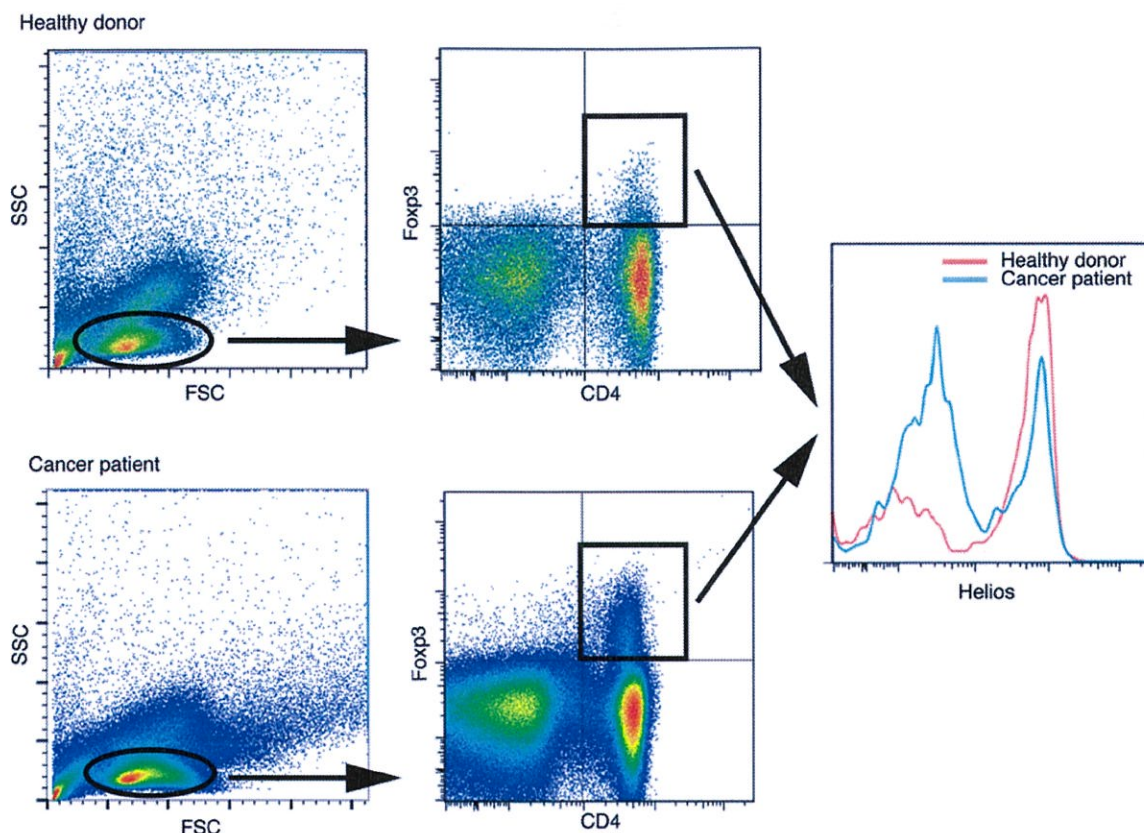 Healthy donor
SSC
FSC
Foxp3
CD4
Healthy donor
Cancer patient
Helios
Cancer patient
SSC
FSC
Foxp3
CD4